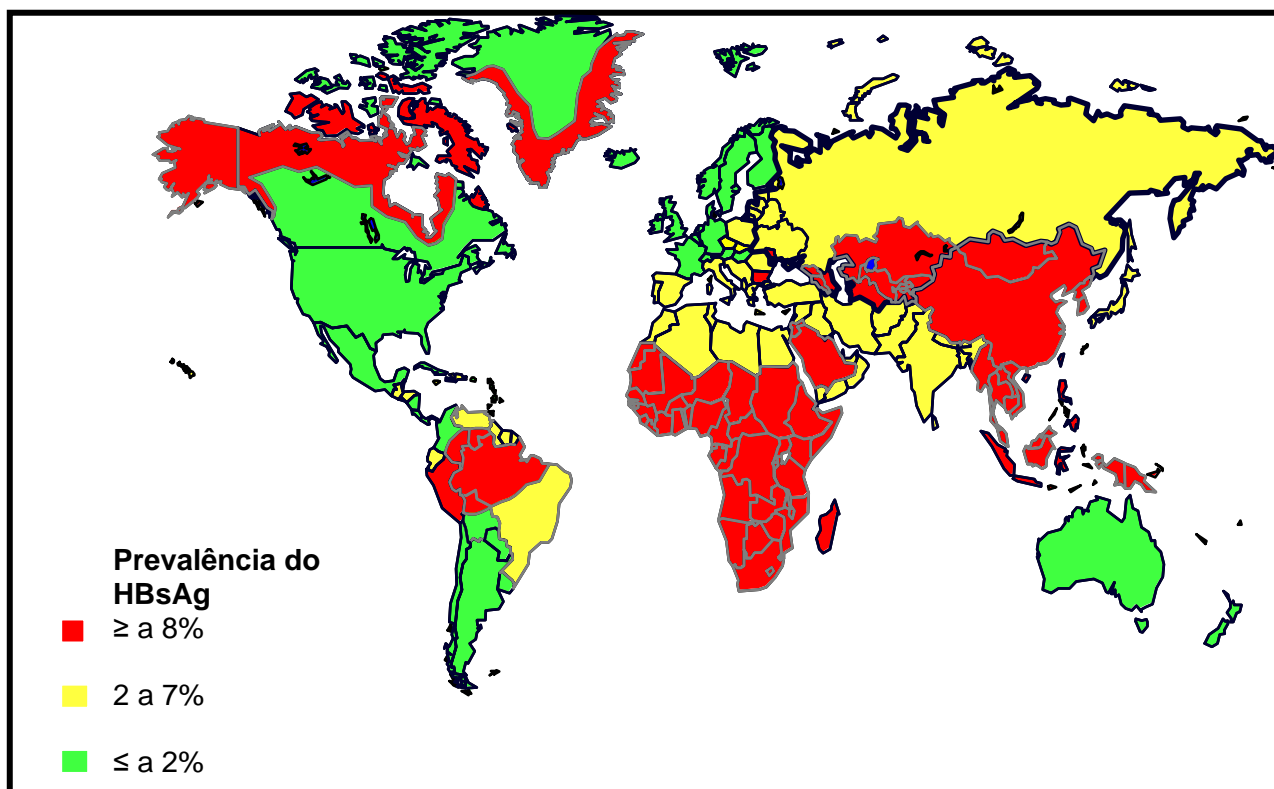 Prevalência do
HBsAg
≥ a 8%
2 a 7%
≤ a 2%